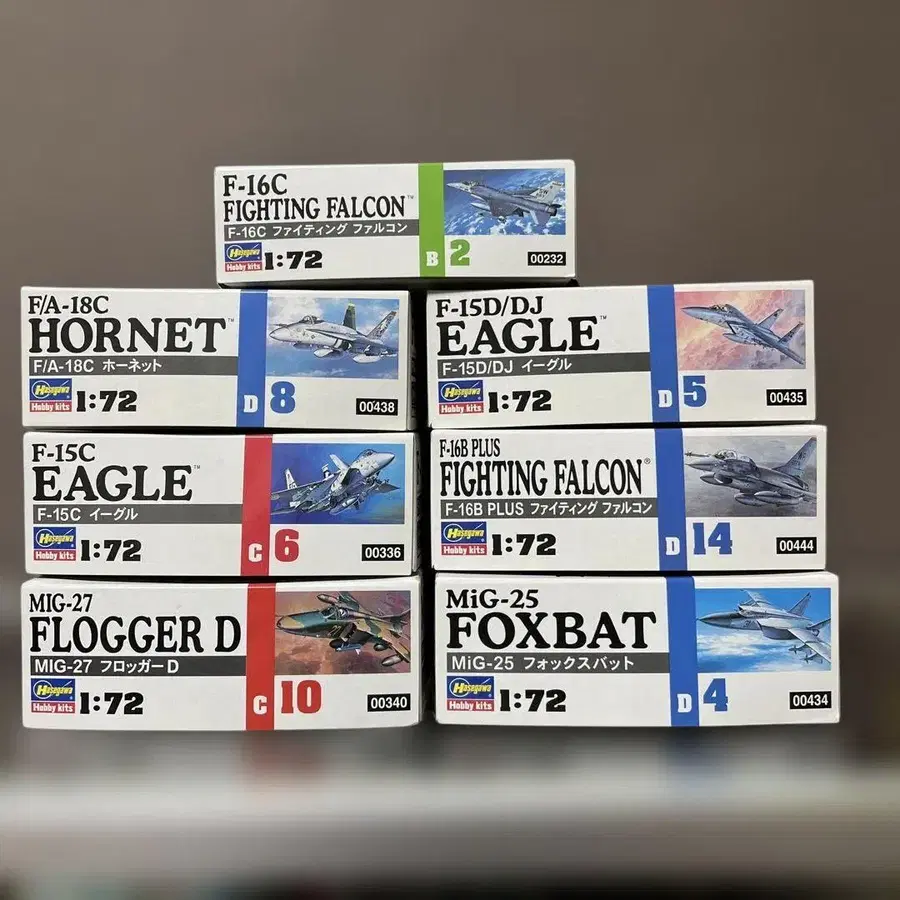 F-16C
FIGHTING FALCON™
F-16C ファイティング ファルコン
Hasegawa
Hobby kits
1:72
B 2
00232
F/A-18C
HORNET™
F/A-18C ホーネット
Hasegawa
Hobby kits
1:72
D 8
00438
F-15D/DJ
EAGLE™
F-15D/DJ イーグル
Hasegawa
Hobby kits
1:72
D 5
00435
F-15C
EAGLE™
F-15C イーグル
Hasegawa
Hobby kits
1:72
C 6
00336
F-16B PLUS
FIGHTING FALCON®
F-16B PLUS ファイティング ファルコン
Hasegawa
Hobby kits
1:72
D 14
00444
MIG-27
FLOGGER D
MIG-27 フロッガー D
Hasegawa
Hobby kits
1:72
C 10
00340
MiG-25
FOXBAT
MiG-25 フォックスバット
Hasegawa
Hobby kits
1:72
D 4
00434